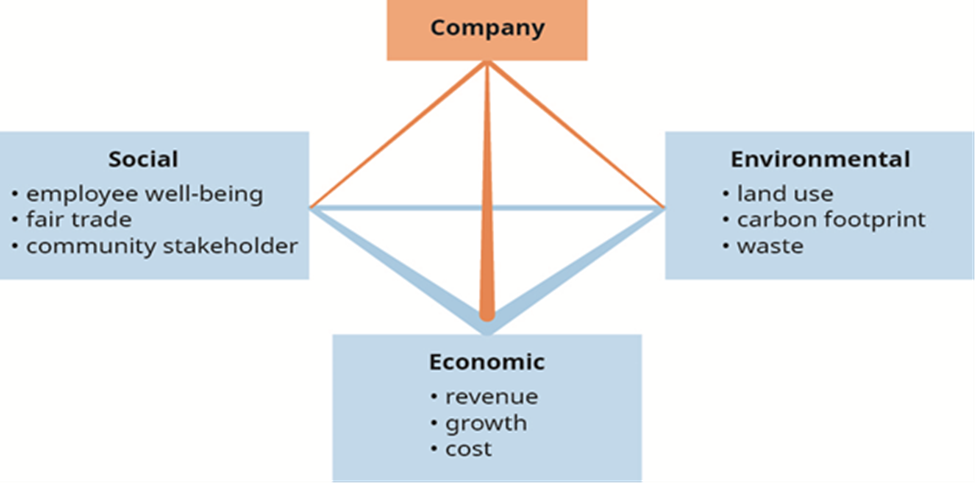 Company
Social
• employee well-being
• fair trade
• community stakeholder
Environmental
• land use
• carbon footprint
• waste
Economic
• revenue
• growth
• cost